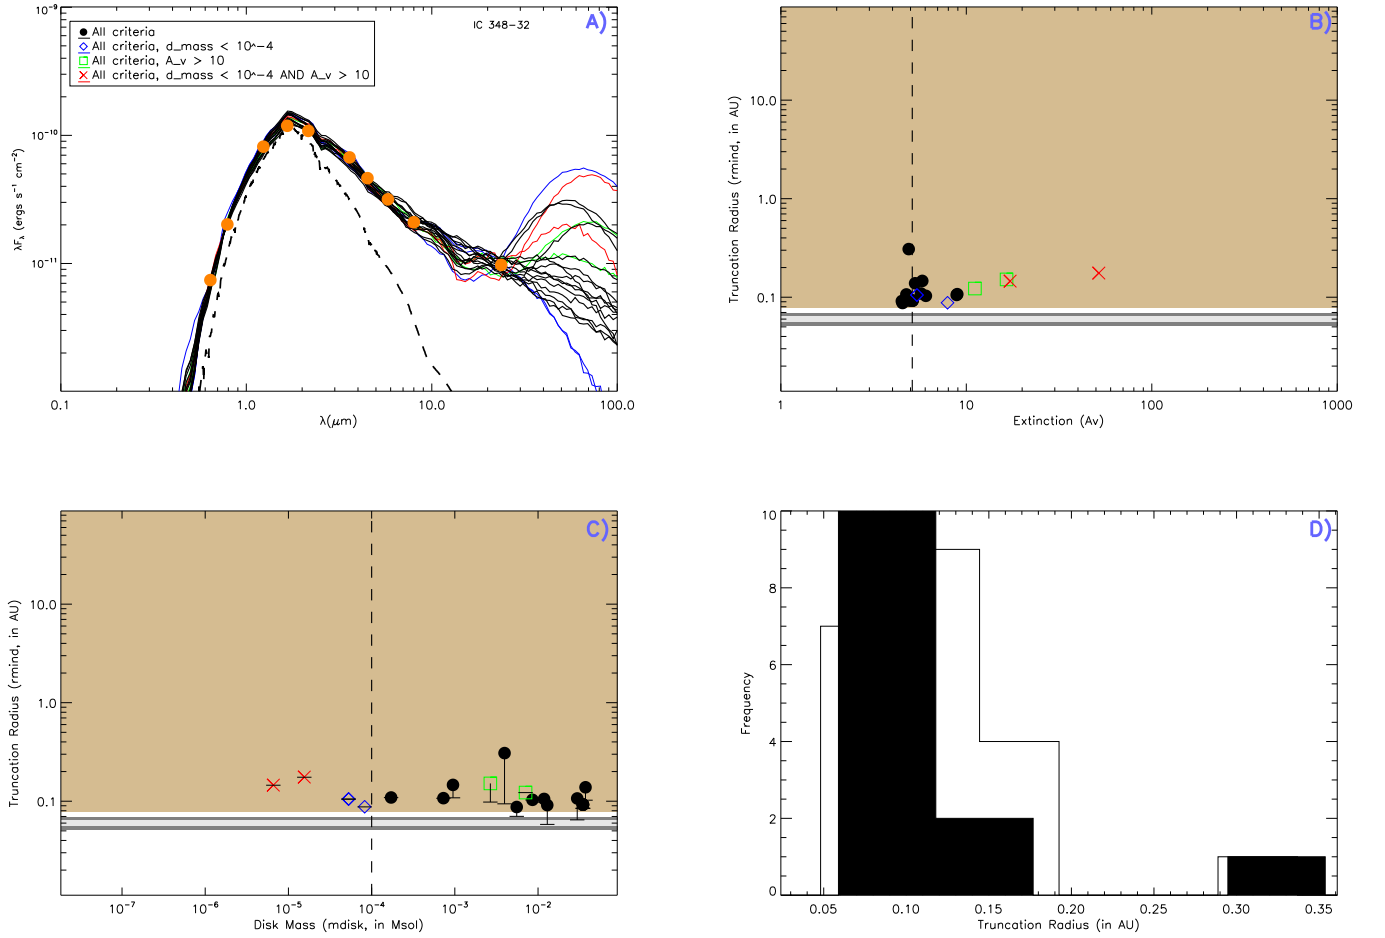 IC 348-32
A)
All criteria
All criteria, d_mass < 10^-4
All criteria, A_v > 10
All criteria, d_mass < 10^-4 AND A_v > 10
10⁻⁹
10⁻¹⁰
10⁻¹¹
λFλ (ergs s⁻¹ cm⁻²)
0.1 1.0 10.0 100.0
λ(μm)
B)
10.0
1.0
0.1
Truncation Radius (rmind, in AU)
1 10 100 1000
Extinction (Av)
C)
10.0
1.0
0.1
Truncation Radius (rmind, in AU)
10⁻⁷ 10⁻⁶ 10⁻⁵ 10⁻⁴ 10⁻³ 10⁻²
Disk Mass (mdisk, in Msol)
D)
10
8
6
4
2
0
Frequency
0.05 0.10 0.15 0.20 0.25 0.30 0.35
Truncation Radius (in AU)